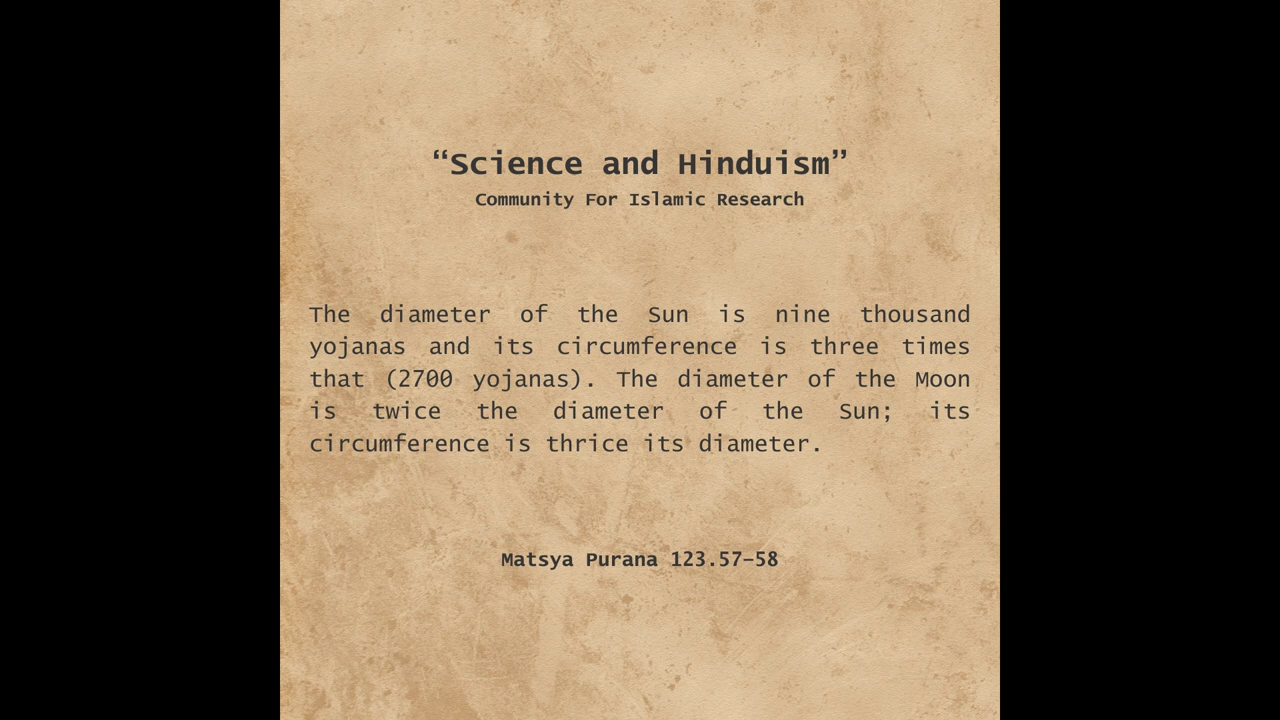 “Science and Hinduism”
Community For Islamic Research
The diameter of the Sun is nine thousand
yojanas and its circumference is three times
that (2700 yojanas). The diameter of the Moon
is twice the diameter of the Sun; its
circumference is thrice its diameter.
Matsya Purana 123.57–58